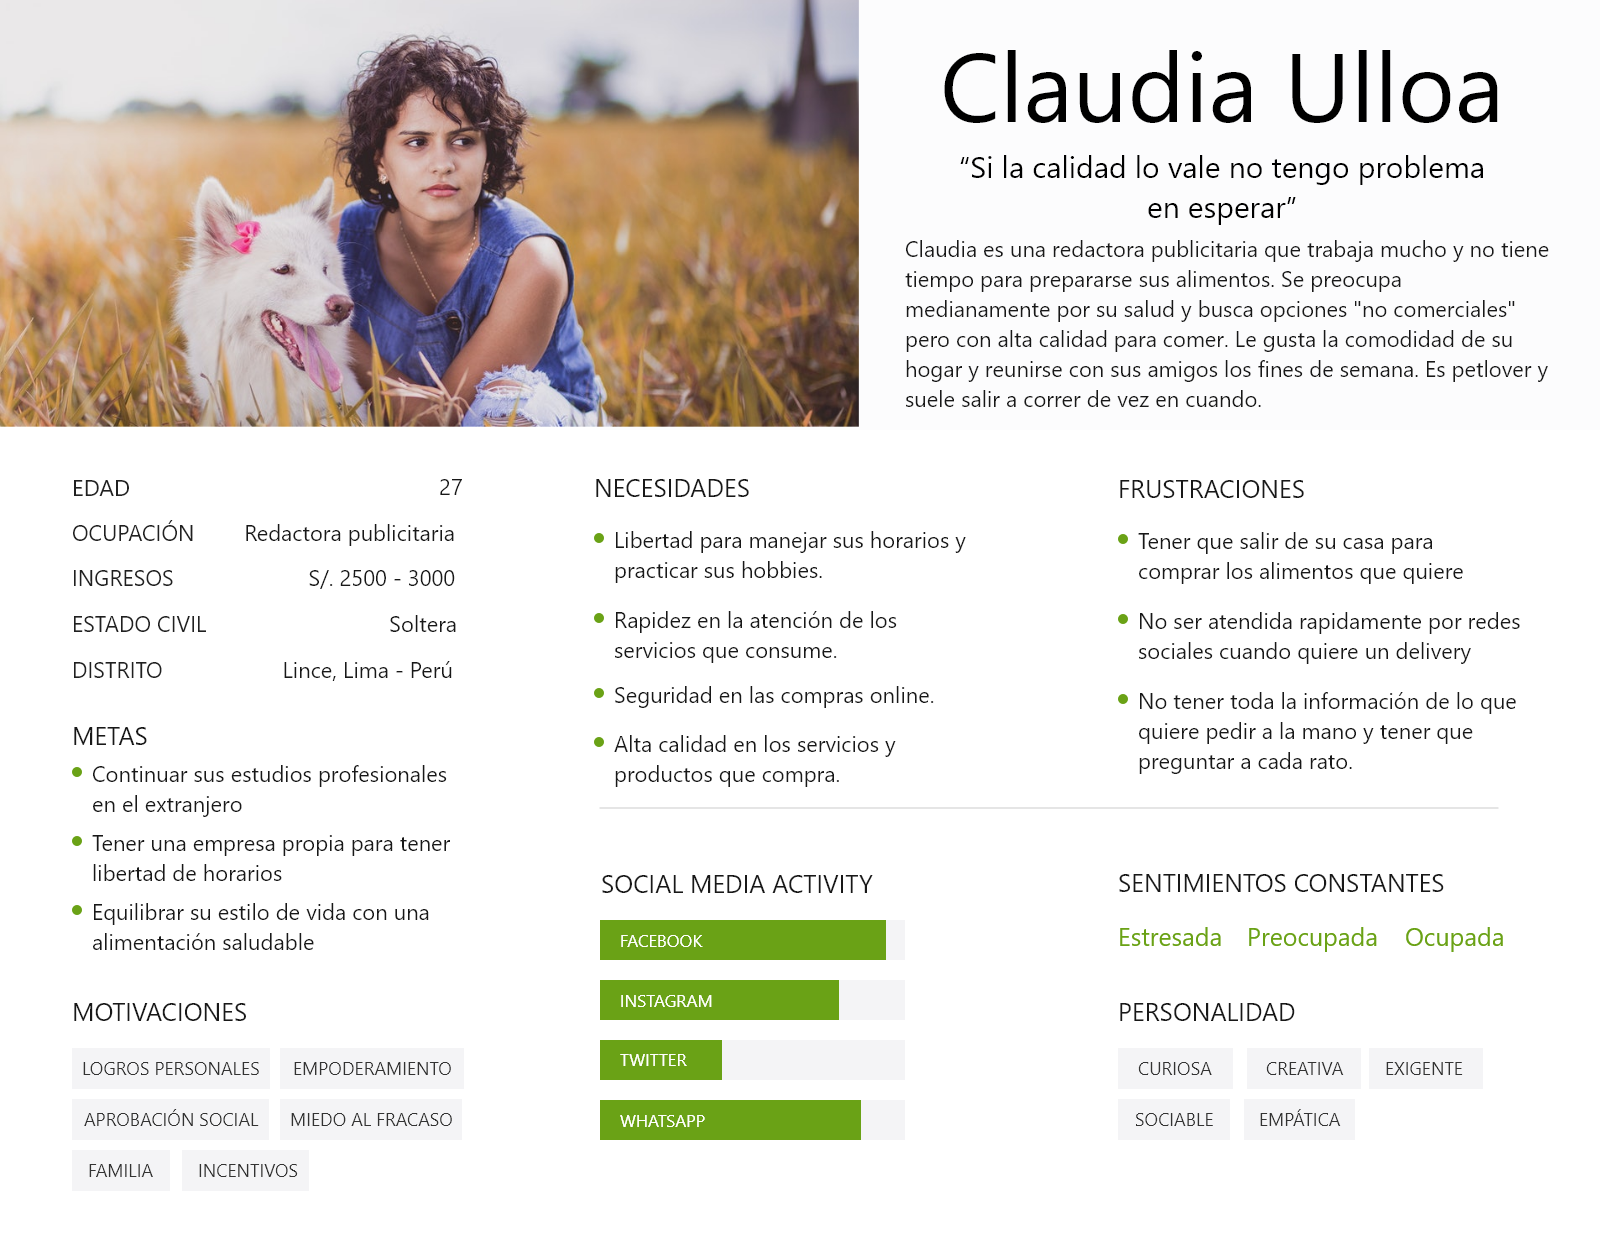 Claudia Ulloa
“Si la calidad lo vale no tengo problema
en esperar”
Claudia es una redactora publicitaria que trabaja mucho y no tiene
tiempo para prepararse sus alimentos. Se preocupa
medianamente por su salud y busca opciones "no comerciales"
pero con alta calidad para comer. Le gusta la comodidad de su
hogar y reunirse con sus amigos los fines de semana. Es petlover y
suele salir a correr de vez en cuando.
EDAD 27
OCUPACIÓN Redactora publicitaria
INGRESOS S/. 2500 - 3000
ESTADO CIVIL Soltera
DISTRITO Lince, Lima - Perú
METAS
Continuar sus estudios profesionales
en el extranjero
Tener una empresa propia para tener
libertad de horarios
Equilibrar su estilo de vida con una
alimentación saludable
MOTIVACIONES
LOGROS PERSONALES EMPODERAMIENTO
APROBACIÓN SOCIAL MIEDO AL FRACASO
FAMILIA INCENTIVOS
NECESIDADES
Libertad para manejar sus horarios y
practicar sus hobbies.
Rapidez en la atención de los
servicios que consume.
Seguridad en las compras online.
Alta calidad en los servicios y
productos que compra.
FRUSTRACIONES
Tener que salir de su casa para
comprar los alimentos que quiere
No ser atendida rapidamente por redes
sociales cuando quiere un delivery
No tener toda la información de lo que
quiere pedir a la mano y tener que
preguntar a cada rato.
SOCIAL MEDIA ACTIVITY
FACEBOOK
INSTAGRAM
TWITTER
WHATSAPP
SENTIMIENTOS CONSTANTES
Estresada Preocupada Ocupada
PERSONALIDAD
CURIOSA CREATIVA EXIGENTE
SOCIABLE EMPÁTICA